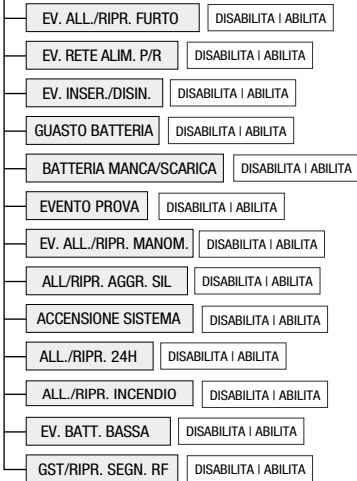 EV. ALL./RIPR. FURTO DISABILITA I ABILITA
EV. RETE ALIM. P/R DISABILITA I ABILITA
EV. INSER./DISIN. DISABILITA I ABILITA
GUASTO BATTERIA DISABILITA I ABILITA
BATTERIA MANCA/SCARICA DISABILITA I ABILITA
EVENTO PROVA DISABILITA I ABILITA
EV. ALL./RIPR. MANOM. DISABILITA I ABILITA
ALL/RIPR. AGGR. SIL DISABILITA I ABILITA
ACCENSIONE SISTEMA DISABILITA I ABILITA
ALL./RIPR. 24H DISABILITA I ABILITA
ALL./RIPR. INCENDIO DISABILITA I ABILITA
EV. BATT. BASSA DISABILITA I ABILITA
GST/RIPR. SEGN. RF DISABILITA I ABILITA